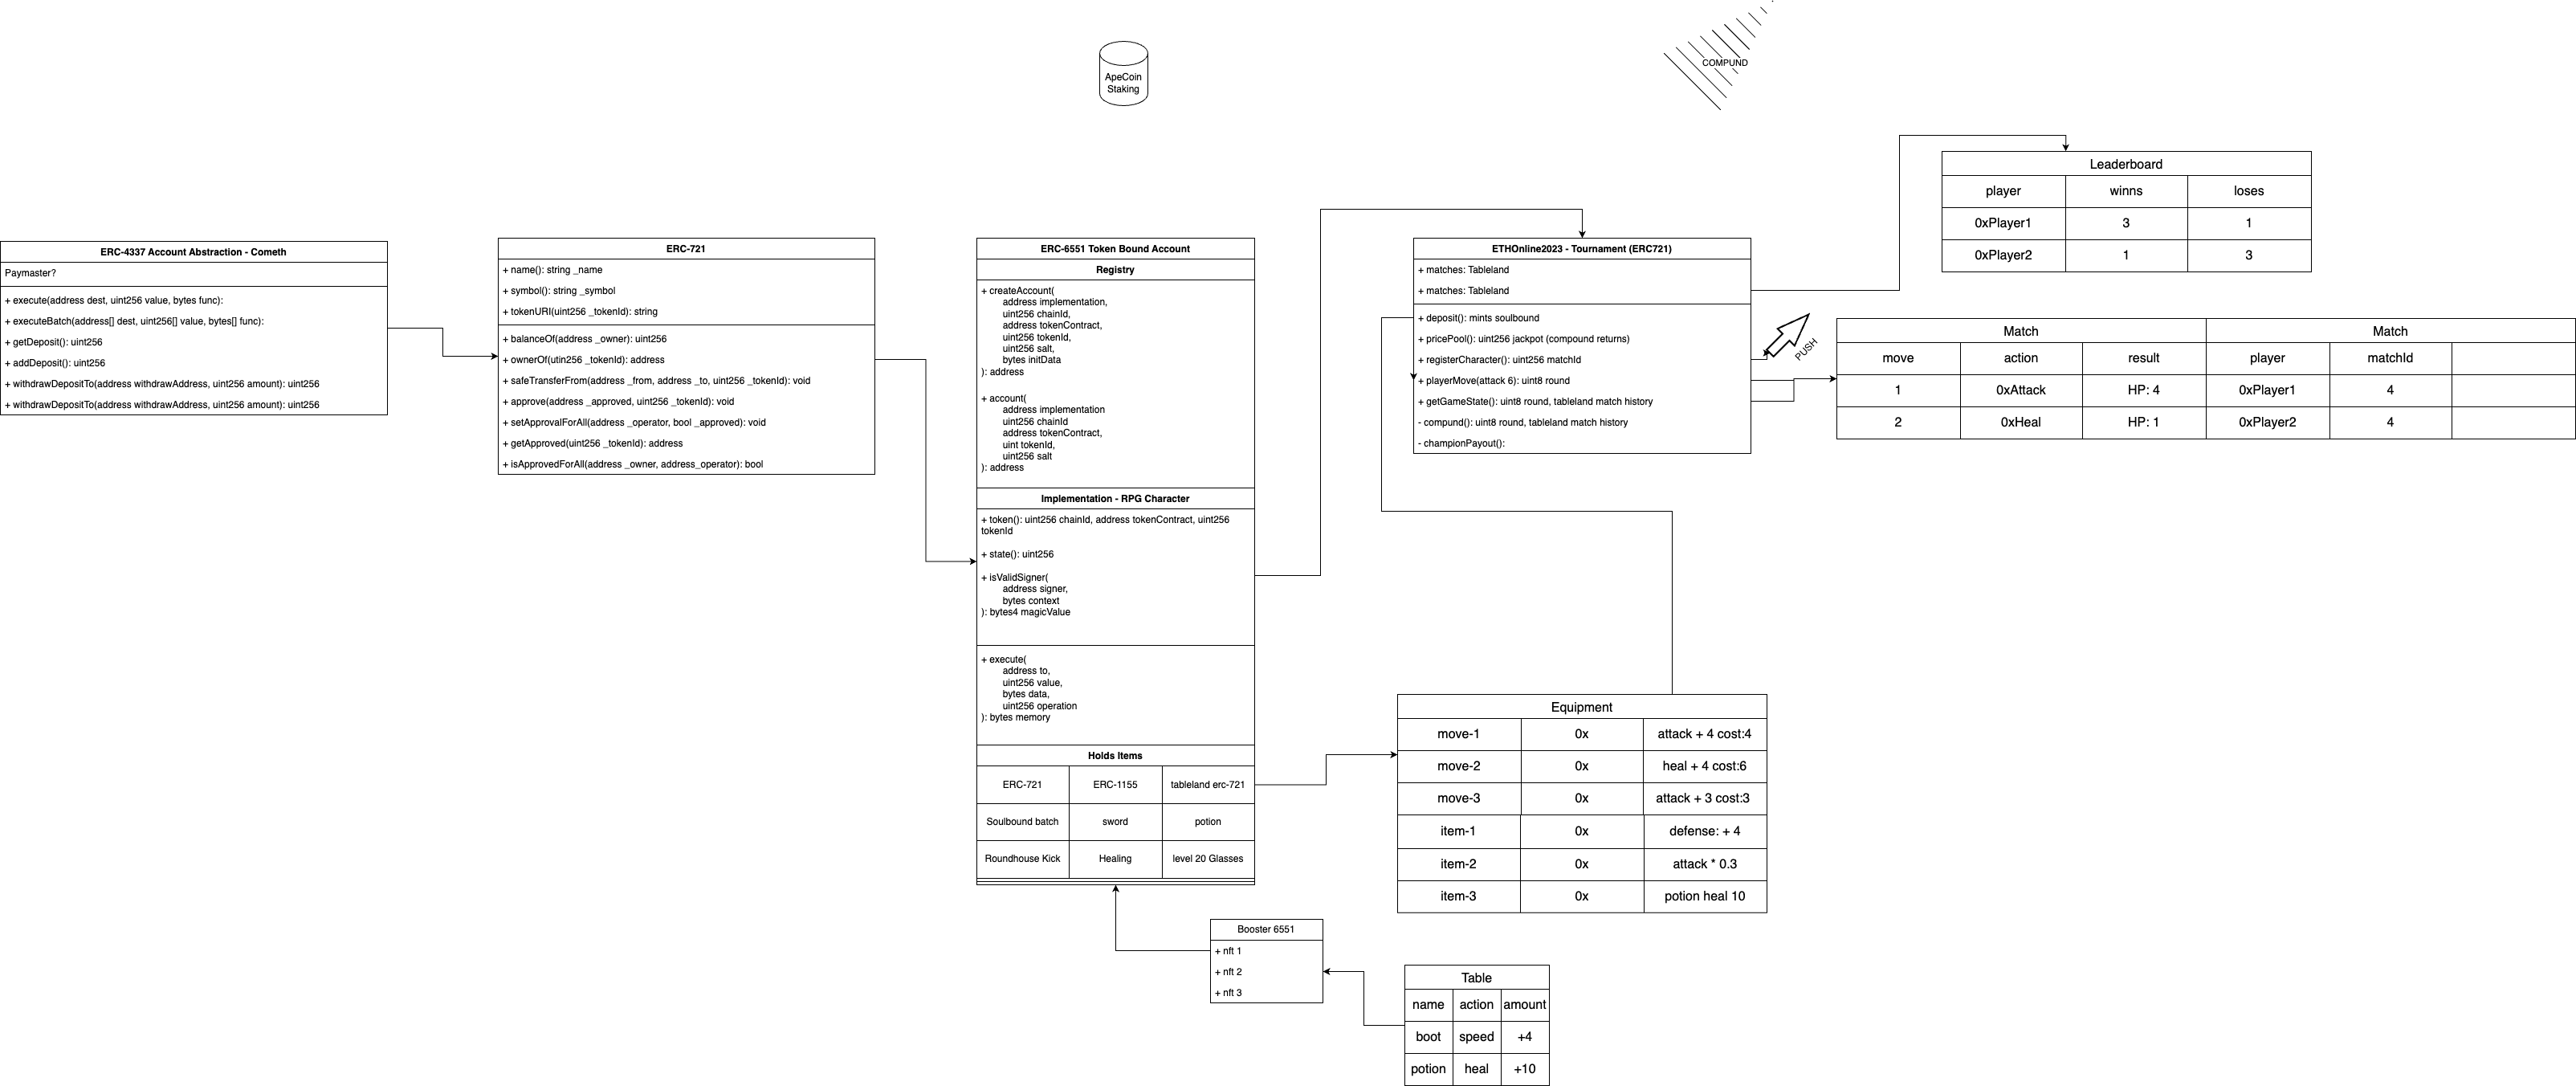 ApeCoin
Staking
COMPUND
ERC-4337 Account Abstraction - Cometh
Paymaster?
+ execute(address dest, uint256 value, bytes func):
+ executeBatch(address[] dest, uint256[] value, bytes[] func):
+ getDeposit(): uint256
+ addDeposit(): uint256
+ withdrawDepositTo(address withdrawAddress, uint256 amount): uint256
+ withdrawDepositTo(address withdrawAddress, uint256 amount): uint256
ERC-721
+ name(): string _name
+ symbol(): string _symbol
+ tokenURI(uint256 _tokenId): string
+ balanceOf(address _owner): uint256
+ ownerOf(utin256 _tokenId): address
+ safeTransferFrom(address _from, address _to, uint256 _tokenId): void
+ approve(address _approved, uint256 _tokenId): void
+ setApprovalForAll(address _operator, bool _approved): void
+ getApproved(uint256 _tokenId): address
+ isApprovedForAll(address _owner, address_operator): bool
ERC-6551 Token Bound Account
Registry
+ createAccount(
address implementation,
uint256 chainId,
address tokenContract,
uint256 tokenId,
uint256 salt,
bytes initData
): address
+ account(
address implementation
uint256 chainId
address tokenContract,
uint tokenId,
uint256 salt
): address
Implementation - RPG Character
+ token(): uint256 chainId, address tokenContract, uint256
tokenId
+ state(): uint256
+ isValidSigner(
address signer,
bytes context
): bytes4 magicValue
+ execute(
address to,
uint256 value,
bytes data,
uint256 operation
): bytes memory
Holds Items
ERC-721 ERC-1155 tableland erc-721
Soulbound batch sword potion
Roundhouse Kick Healing level 20 Glasses
Booster 6551
+ nft 1
+ nft 2
+ nft 3
ETHOnline2023 - Tournament (ERC721)
+ matches: Tableland
+ matches: Tableland
+ deposit(): mints soulbound
+ pricePool(): uint256 jackpot (compound returns)
+ registerCharacter(): uint256 matchId
+ playerMove(attack 6): uint8 round
+ getGameState(): uint8 round, tableland match history
- compund(): uint8 round, tableland match history
- championPayout():
PUSH
Leaderboard
player winns loses
0xPlayer1 3 1
0xPlayer2 1 3
Match Match
move action result player matchId
1 0xAttack HP: 4 0xPlayer1 4
2 0xHeal HP: 1 0xPlayer2 4
Equipment
move-1 0x attack + 4 cost:4
move-2 0x heal + 4 cost:6
move-3 0x attack + 3 cost:3
item-1 0x defense: + 4
item-2 0x attack * 0.3
item-3 0x potion heal 10
Table
name action amount
boot speed +4
potion heal +10